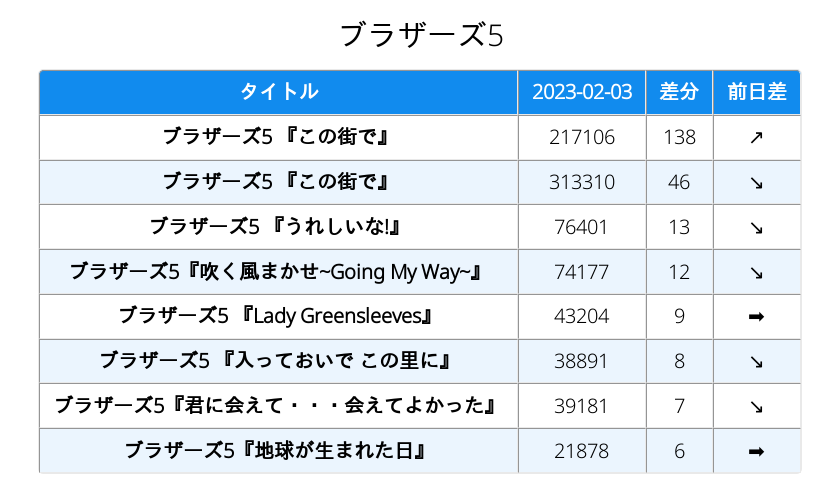 ブラザーズ5
タイトル 2023-02-03 差分 前日差
ブラザーズ5 『この街で』 217106 138 ↗
ブラザーズ5 『この街で』 313310 46 ↘
ブラザーズ5 『うれしいな!』 76401 13 ↘
ブラザーズ5『吹く風まかせ~Going My Way~』 74177 12 ↘
ブラザーズ5 『Lady Greensleeves』 43204 9 ➡
ブラザーズ5 『入っておいで この里に』 38891 8 ↘
ブラザーズ5『君に会えて・・・会えてよかった』 39181 7 ↘
ブラザーズ5『地球が生まれた日』 21878 6 ➡